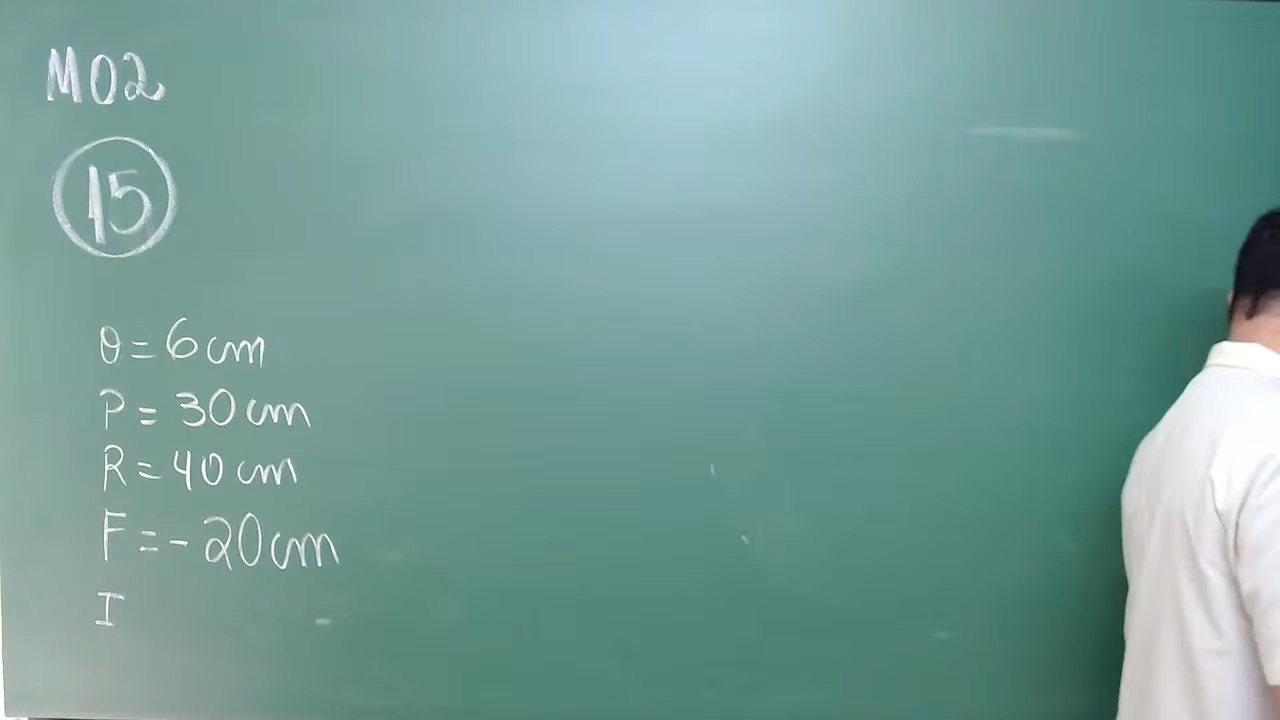 M02
15
θ = 6 cm
P = 30 cm
R = 40 cm
F = - 20 cm
I